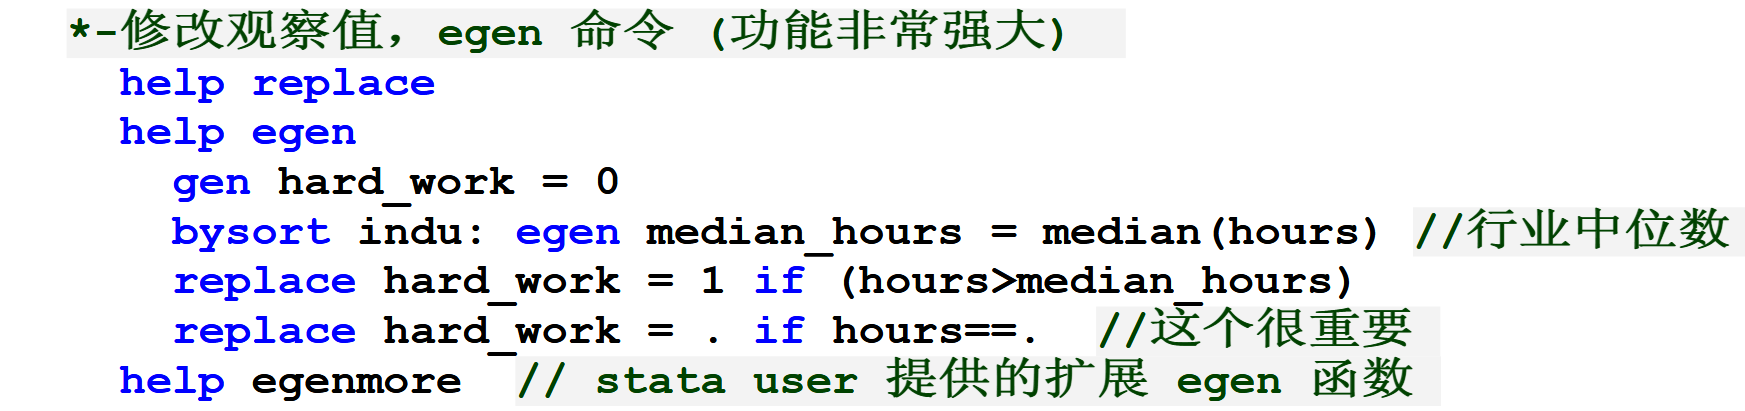 *-修改观察值，egen 命令 (功能非常强大)
help replace
help egen
gen hard_work = 0
bysort indu: egen median_hours = median(hours) //行业中位数
replace hard_work = 1 if (hours>median_hours)
replace hard_work = . if hours==. //这个很重要
help egenmore // stata user 提供的扩展 egen 函数